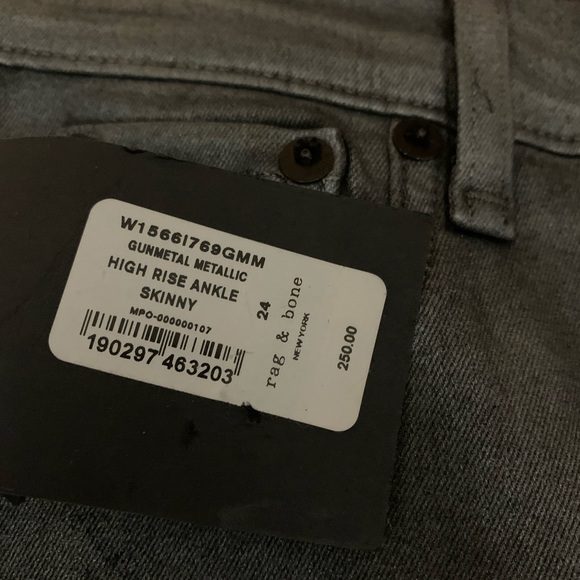 W1566I769GMM
GUNMETAL METALLIC
HIGH RISE ANKLE
SKINNY
MPO-000000107
190297 463203
24
rag & bone
NEW YORK
250.00